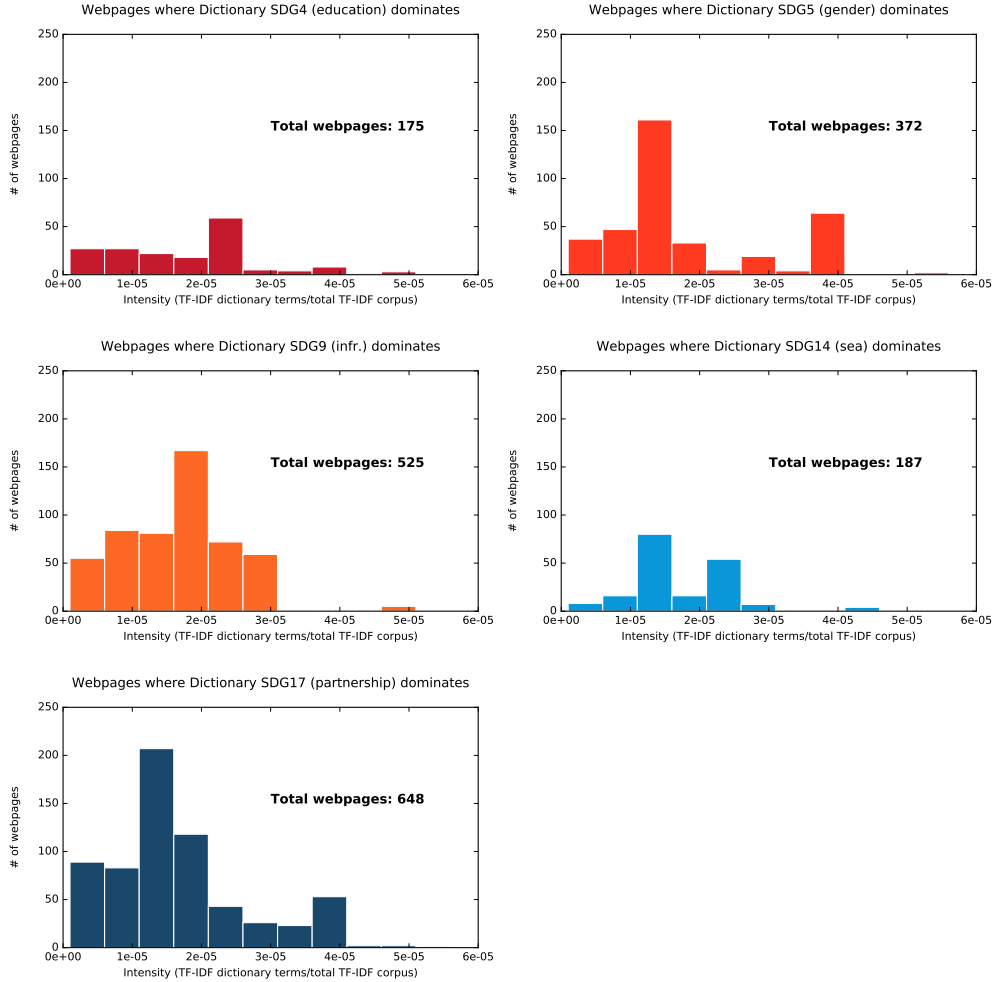 Webpages where Dictionary SDG4 (education) dominates
250
200
150
100
50
0
# of webpages
Total webpages: 175
0e+00 1e-05 2e-05 3e-05 4e-05 5e-05 6e-05
Intensity (TF-IDF dictionary terms/total TF-IDF corpus)
Webpages where Dictionary SDG5 (gender) dominates
250
200
150
100
50
0
# of webpages
Total webpages: 372
0e+00 1e-05 2e-05 3e-05 4e-05 5e-05 6e-05
Intensity (TF-IDF dictionary terms/total TF-IDF corpus)
Webpages where Dictionary SDG9 (infr.) dominates
250
200
150
100
50
0
# of webpages
Total webpages: 525
0e+00 1e-05 2e-05 3e-05 4e-05 5e-05 6e-05
Intensity (TF-IDF dictionary terms/total TF-IDF corpus)
Webpages where Dictionary SDG14 (sea) dominates
250
200
150
100
50
0
# of webpages
Total webpages: 187
0e+00 1e-05 2e-05 3e-05 4e-05 5e-05 6e-05
Intensity (TF-IDF dictionary terms/total TF-IDF corpus)
Webpages where Dictionary SDG17 (partnership) dominates
250
200
150
100
50
0
# of webpages
Total webpages: 648
0e+00 1e-05 2e-05 3e-05 4e-05 5e-05 6e-05
Intensity (TF-IDF dictionary terms/total TF-IDF corpus)